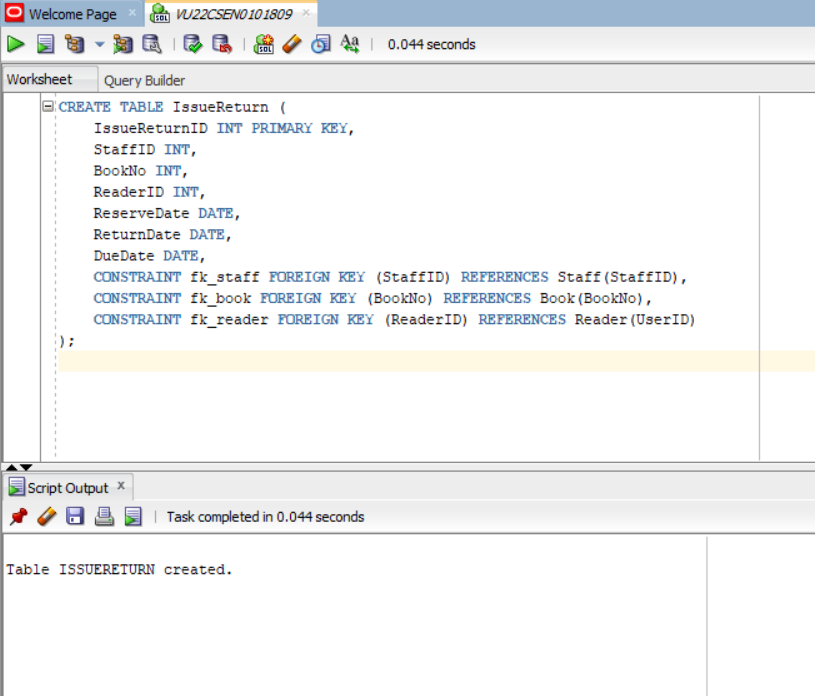 Welcome Page
VU22CSEN0101809
0.044 seconds
Worksheet Query Builder
CREATE TABLE IssueReturn (
    IssueReturnID INT PRIMARY KEY,
    StaffID INT,
    BookNo INT,
    ReaderID INT,
    ReserveDate DATE,
    ReturnDate DATE,
    DueDate DATE,
    CONSTRAINT fk_staff FOREIGN KEY (StaffID) REFERENCES Staff(StaffID),
    CONSTRAINT fk_book FOREIGN KEY (BookNo) REFERENCES Book(BookNo),
    CONSTRAINT fk_reader FOREIGN KEY (ReaderID) REFERENCES Reader(UserID)
);
Script Output
Task completed in 0.044 seconds
Table ISSUERETURN created.